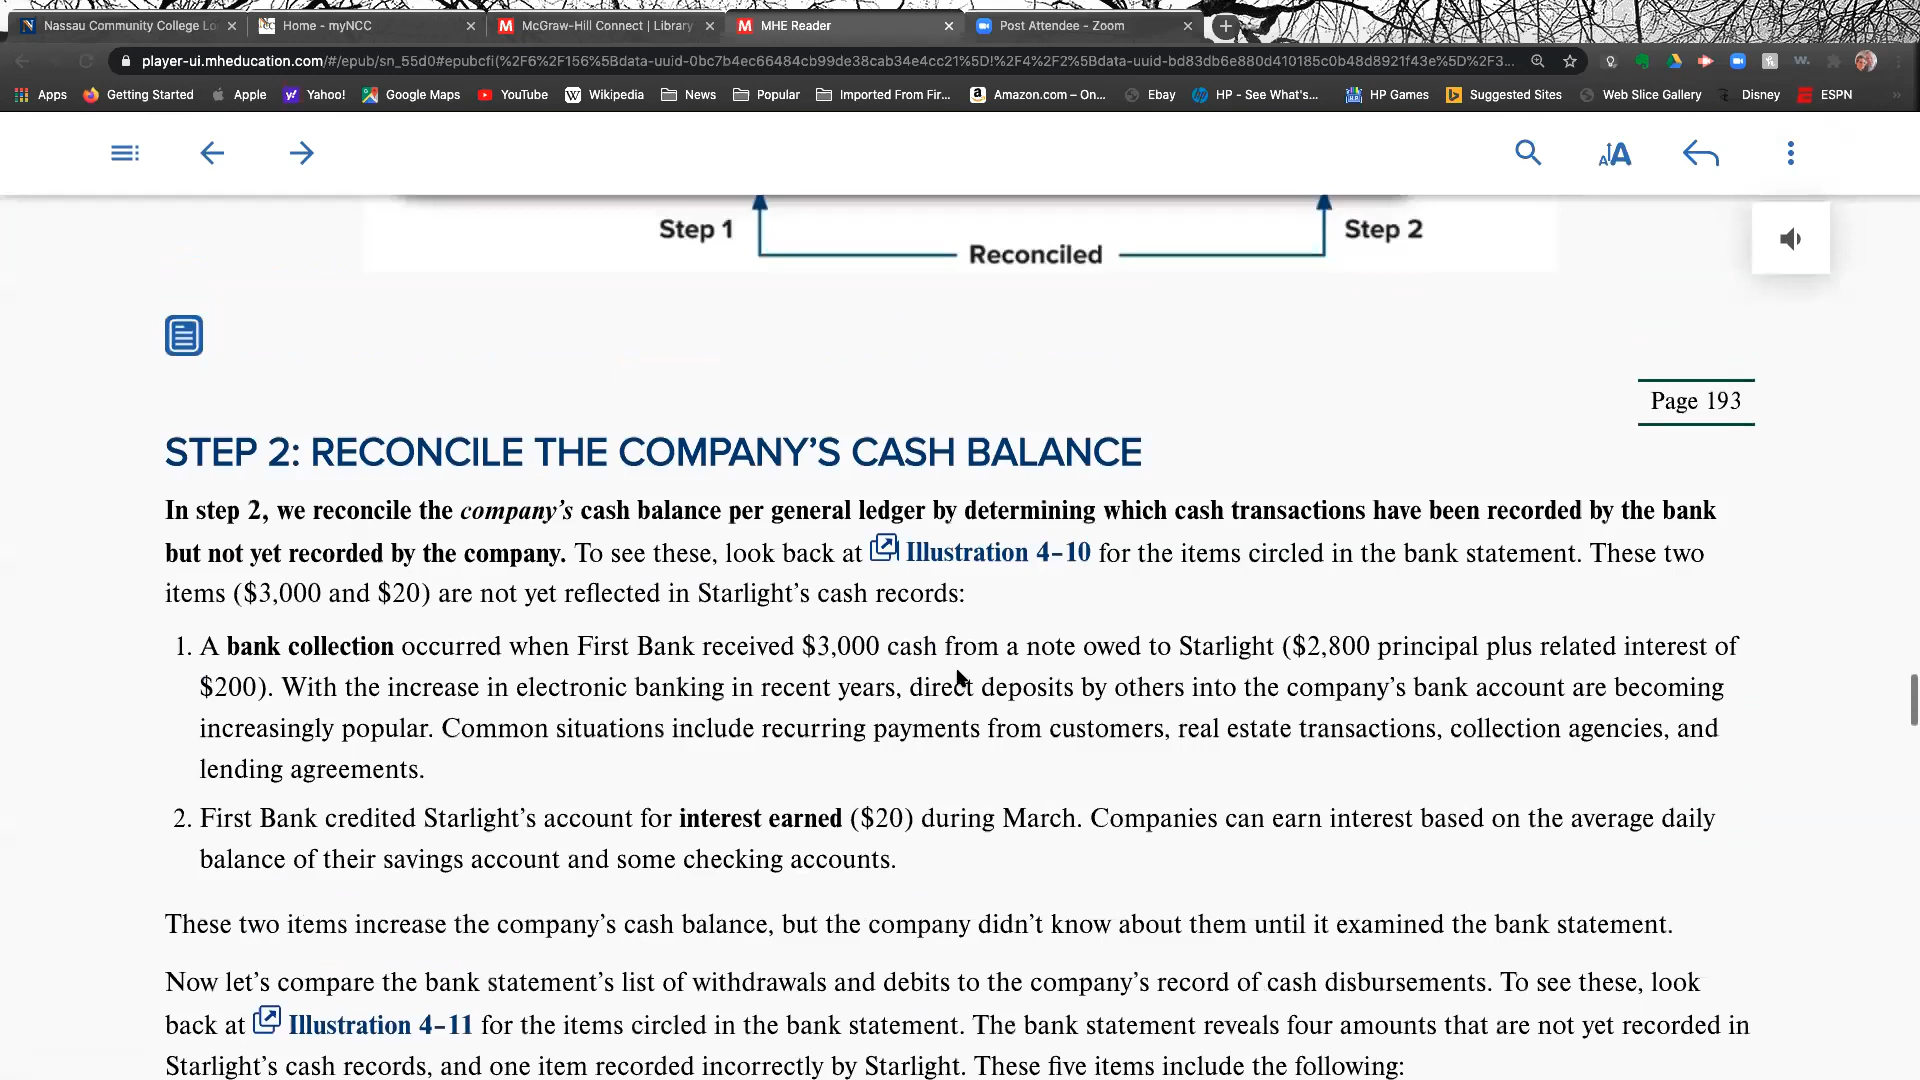 Nassau Community College Lo
Home - myNCC
McGraw-Hill Connect | Library
MHE Reader
Post Attendee - Zoom
player-ui.mheducation.com/#/epub/sn_55d0#epubcfi(%2F6%2F156%5Bdata-uuid-0bc7b4ec66484cb99de38cab34e4cc21%5D!%2F4%2F2%5Bdata-uuid-bd83db6e880d410185c0b48d8921f43e%5D%2F3...
Apps Getting Started Apple Yahoo! Google Maps YouTube Wikipedia News Popular Imported From Fir... Amazon.com – On... Ebay HP - See What's... HP Games Suggested Sites Web Slice Gallery Disney ESPN »
Step 1
Step 2
Reconciled
Page 193
STEP 2: RECONCILE THE COMPANY’S CASH BALANCE
In step 2, we reconcile the company’s cash balance per general ledger by determining which cash transactions have been recorded by the bank
but not yet recorded by the company. To see these, look back at Illustration 4–10 for the items circled in the bank statement. These two
items ($3,000 and $20) are not yet reflected in Starlight’s cash records:
1. A bank collection occurred when First Bank received $3,000 cash from a note owed to Starlight ($2,800 principal plus related interest of
$200). With the increase in electronic banking in recent years, direct deposits by others into the company’s bank account are becoming
increasingly popular. Common situations include recurring payments from customers, real estate transactions, collection agencies, and
lending agreements.
2. First Bank credited Starlight’s account for interest earned ($20) during March. Companies can earn interest based on the average daily
balance of their savings account and some checking accounts.
These two items increase the company’s cash balance, but the company didn’t know about them until it examined the bank statement.
Now let’s compare the bank statement’s list of withdrawals and debits to the company’s record of cash disbursements. To see these, look
back at Illustration 4–11 for the items circled in the bank statement. The bank statement reveals four amounts that are not yet recorded in
Starlight’s cash records, and one item recorded incorrectly by Starlight. These five items include the following: